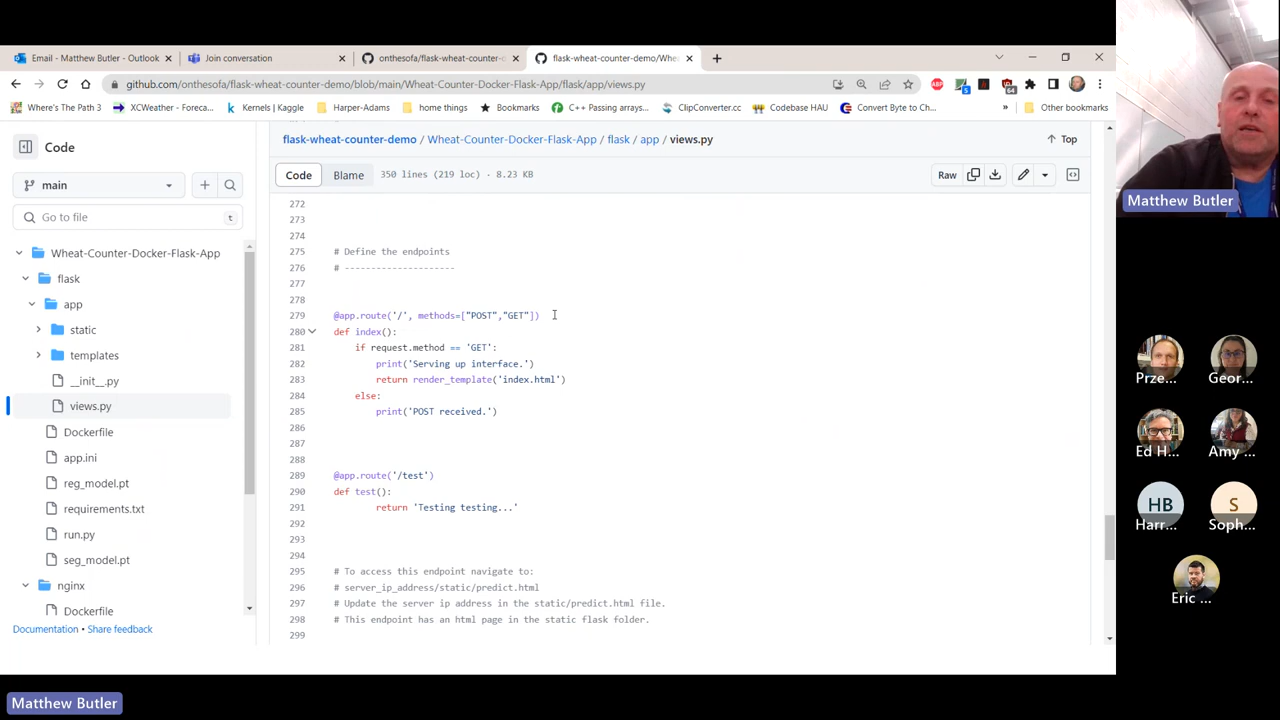 Email - Matthew Butler - Outlook
Join conversation
onthesofa/flask-wheat-counter-
flask-wheat-counter-demo/Whe
github.com/onthesofa/flask-wheat-counter-demo/blob/main/Wheat-Counter-Docker-Flask-App/flask/app/views.py
Where's The Path 3
XCWeather - Foreca...
Kernels | Kaggle
Harper-Adams
home things
Bookmarks
C++ Passing arrays...
ClipConverter.cc
Codebase HAU
Convert Byte to Ch...
»
Other bookmarks
Code
main
Go to file
t
Wheat-Counter-Docker-Flask-App
flask
app
static
templates
__init__.py
views.py
Dockerfile
app.ini
reg_model.pt
requirements.txt
run.py
seg_model.pt
nginx
Dockerfile
Documentation • Share feedback
flask-wheat-counter-demo / Wheat-Counter-Docker-Flask-App / flask / app / views.py
Top
Code
Blame
350 lines (219 loc) · 8.23 KB
Raw
272
273
274
275 # Define the endpoints
276 # ---------------------
277
278
279 @app.route('/', methods=["POST","GET"])
280 def index():
281 if request.method == 'GET':
282 print('Serving up interface.')
283 return render_template('index.html')
284 else:
285 print('POST received.')
286
287
288
289 @app.route('/test')
290 def test():
291 return 'Testing testing...'
292
293
294
295 # To access this endpoint navigate to:
296 # server_ip_address/static/predict.html
297 # Update the server ip address in the static/predict.html file.
298 # This endpoint has an html page in the static flask folder.
299
Matthew Butler
Prze...
Geor...
Ed H...
Amy ...
HB
Harr...
S
Soph...
Eric ...
Matthew Butler